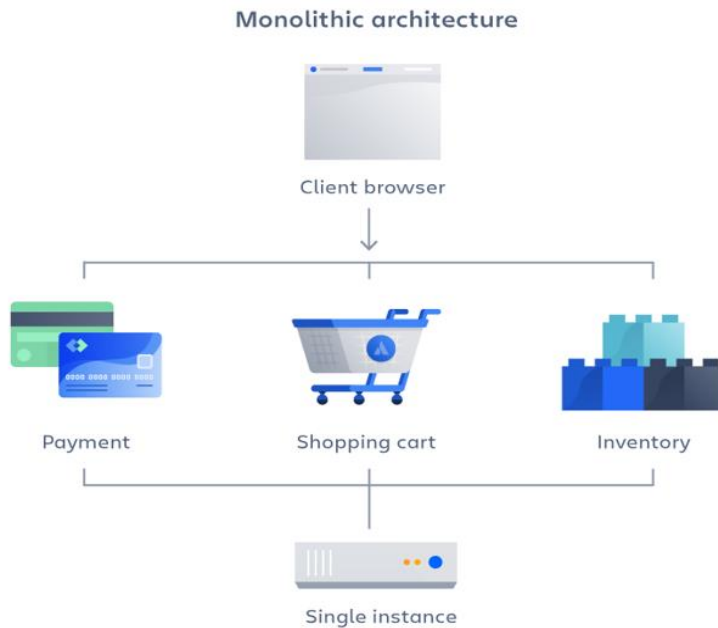 Monolithic architecture
Client browser
Payment
Shopping cart
Inventory
Single instance